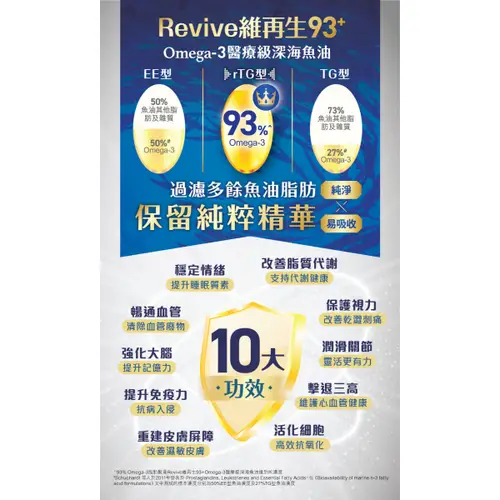 Revive維再生93+
Omega-3醫療級深海魚油
EE型
rTG型
TG型
50%
魚油其他脂
肪及雜質
50%#
Omega-3
93%^
Omega-3
73%
魚油其他脂
肪及雜質
27%#
Omega-3
過濾多餘魚油脂肪
保留純粹精華
純淨
×
易吸收
穩定情緒
提升睡眠質素
改善脂質代謝
支持代謝健康
暢通血管
清除血管廢物
保護視力
改善乾澀刺痛
強化大腦
提升記憶力
10大
·功效·
潤滑關節
靈活更有力
提升免疫力
抗病入侵
擊退三高
維護心血管健康
重建皮膚屏障
改善濕敏皮膚
活化細胞
高效抗氧化